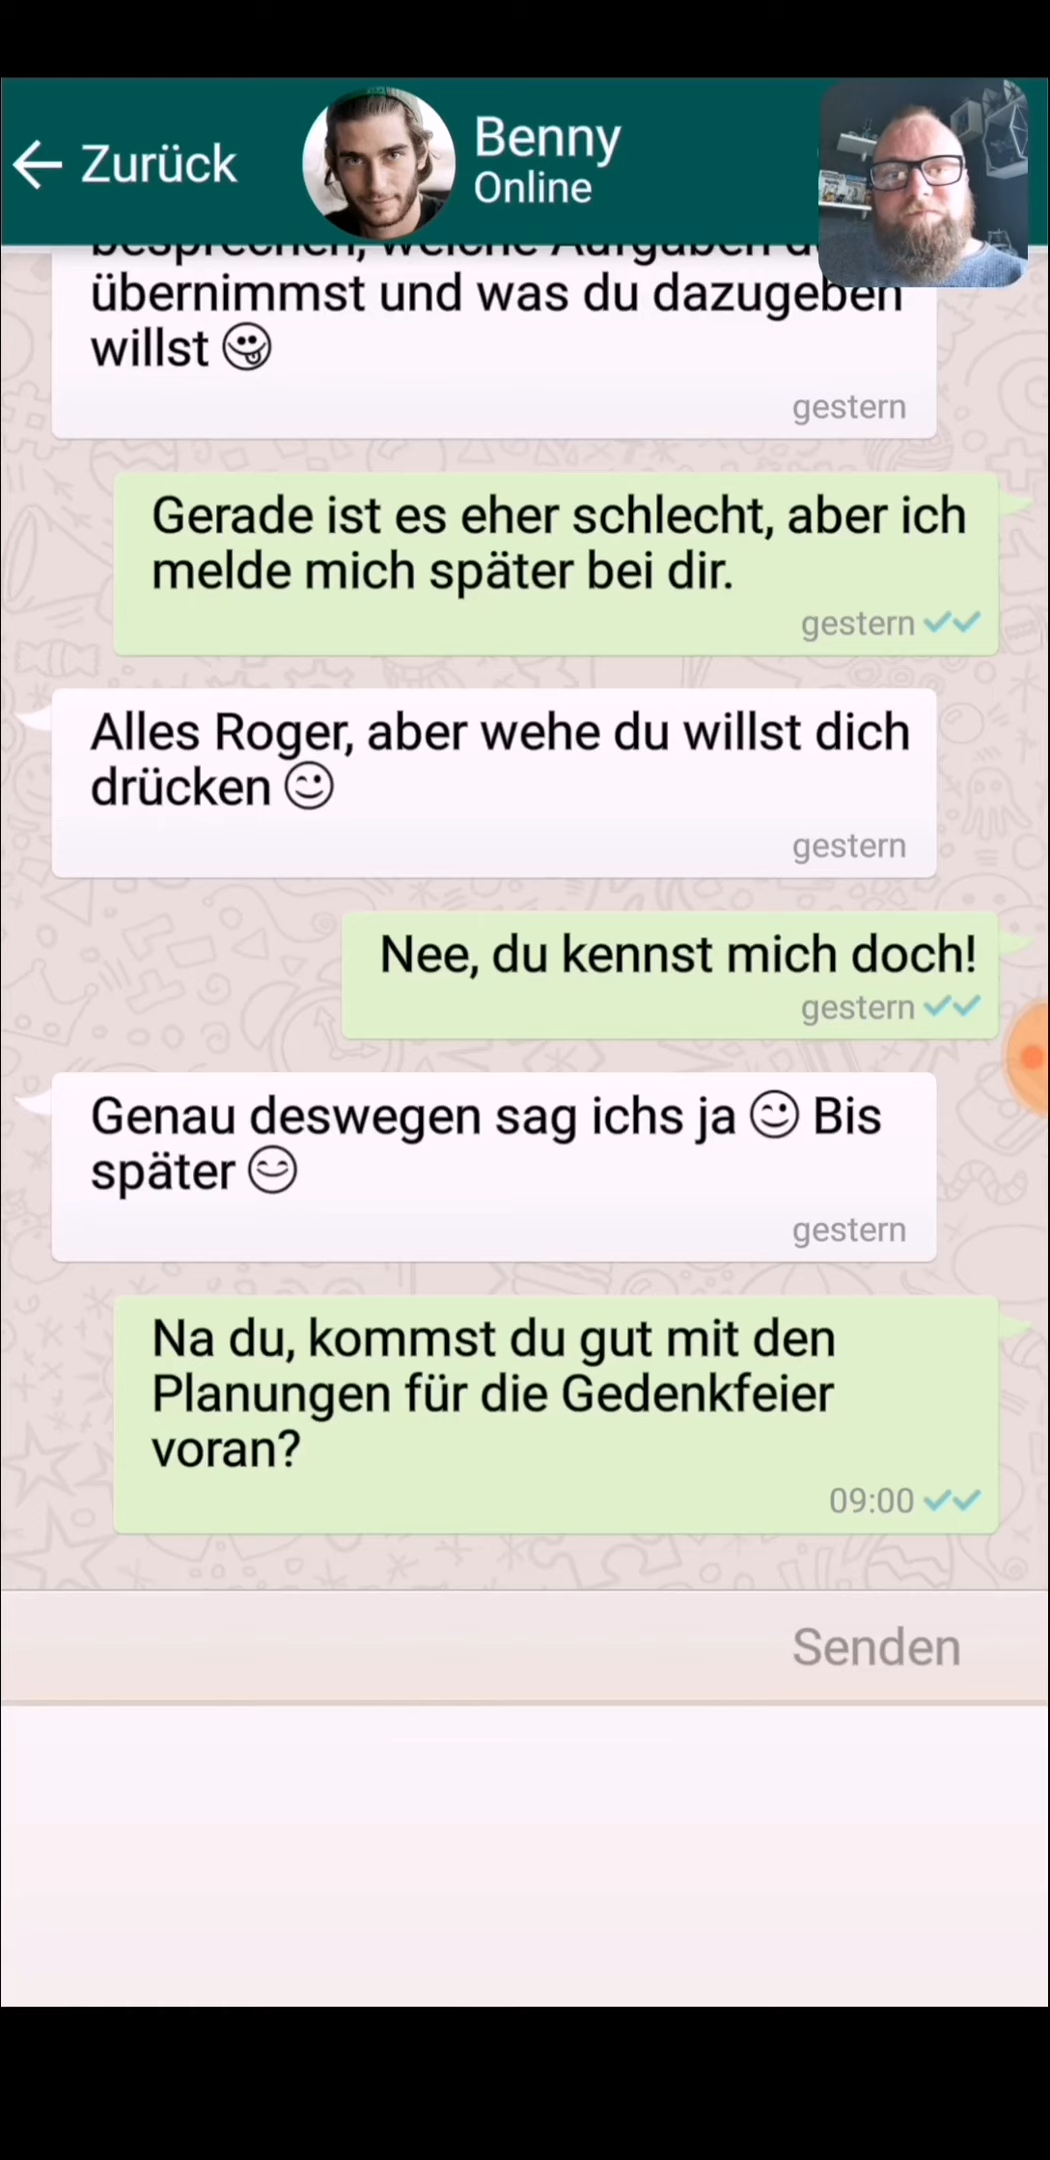 Zurück
Benny
Online
übernimmst und was du dazugeben
willst 😜
gestern
Gerade ist es eher schlecht, aber ich
melde mich später bei dir.
gestern
Alles Roger, aber wehe du willst dich
drücken 😉
gestern
Nee, du kennst mich doch!
gestern
Genau deswegen sag ichs ja 😉 Bis
später 😊
gestern
Na du, kommst du gut mit den
Planungen für die Gedenkfeier
voran?
09:00
Senden